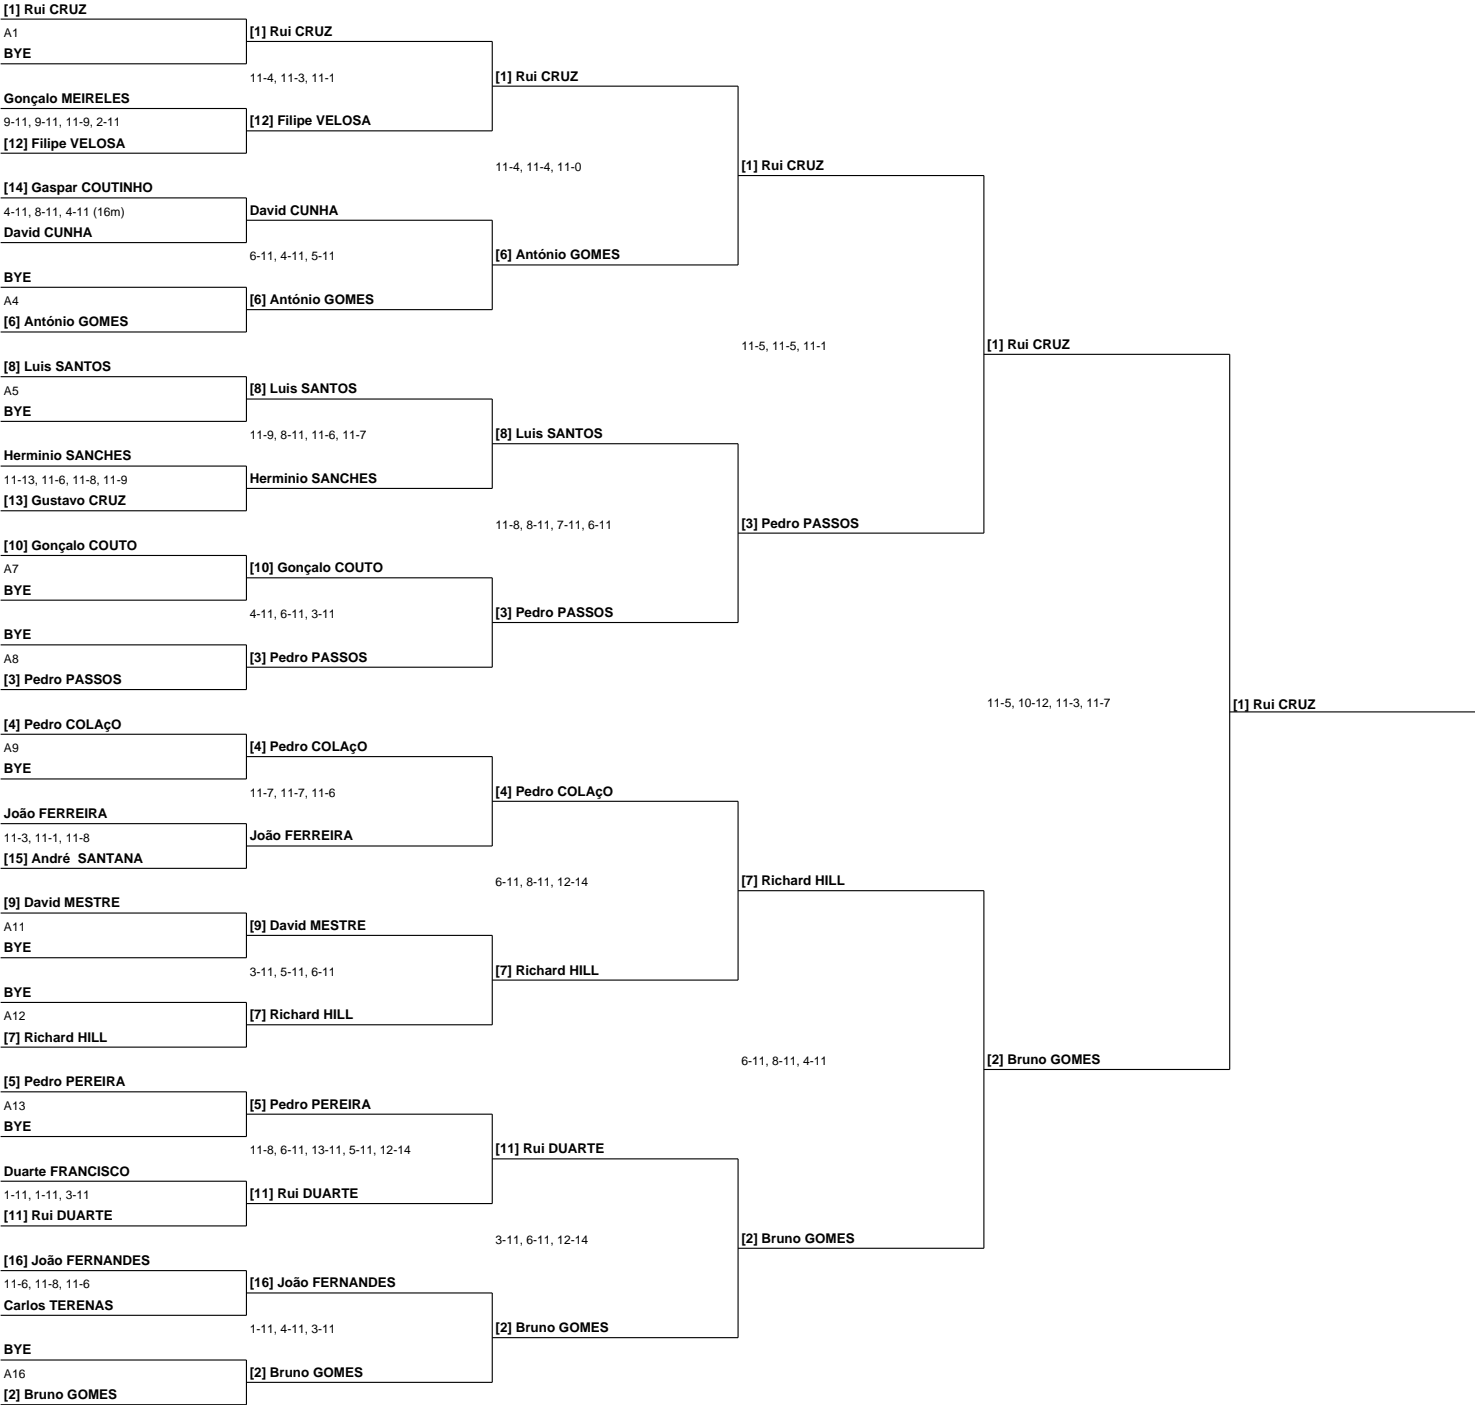 [1] Rui CRUZ
A1
BYE
Gonçalo MEIRELES
9-11, 9-11, 11-9, 2-11
[12] Filipe VELOSA
[14] Gaspar COUTINHO
4-11, 8-11, 4-11 (16m)
David CUNHA
BYE
A4
[6] António GOMES
[8] Luis SANTOS
A5
BYE
Herminio SANCHES
11-13, 11-6, 11-8, 11-9
[13] Gustavo CRUZ
[10] Gonçalo COUTO
A7
BYE
BYE
A8
[3] Pedro PASSOS
[4] Pedro COLAçO
A9
BYE
João FERREIRA
11-3, 11-1, 11-8
[15] André  SANTANA
[9] David MESTRE
A11
BYE
BYE
A12
[7] Richard HILL
[5] Pedro PEREIRA
A13
BYE
Duarte FRANCISCO
1-11, 1-11, 3-11
[11] Rui DUARTE
[16] João FERNANDES
11-6, 11-8, 11-6
Carlos TERENAS
BYE
A16
[2] Bruno GOMES
[1] Rui CRUZ
11-4, 11-3, 11-1
[12] Filipe VELOSA
David CUNHA
6-11, 4-11, 5-11
[6] António GOMES
[8] Luis SANTOS
11-9, 8-11, 11-6, 11-7
Herminio SANCHES
[10] Gonçalo COUTO
4-11, 6-11, 3-11
[3] Pedro PASSOS
[4] Pedro COLAçO
11-7, 11-7, 11-6
João FERREIRA
[9] David MESTRE
3-11, 5-11, 6-11
[7] Richard HILL
[5] Pedro PEREIRA
11-8, 6-11, 13-11, 5-11, 12-14
[11] Rui DUARTE
[16] João FERNANDES
1-11, 4-11, 3-11
[2] Bruno GOMES
[1] Rui CRUZ
11-4, 11-4, 11-0
[6] António GOMES
[8] Luis SANTOS
11-8, 8-11, 7-11, 6-11
[3] Pedro PASSOS
[4] Pedro COLAçO
6-11, 8-11, 12-14
[7] Richard HILL
[11] Rui DUARTE
3-11, 6-11, 12-14
[2] Bruno GOMES
[1] Rui CRUZ
11-5, 11-5, 11-1
[3] Pedro PASSOS
[7] Richard HILL
6-11, 8-11, 4-11
[2] Bruno GOMES
[1] Rui CRUZ
11-5, 10-12, 11-3, 11-7
[2] Bruno GOMES
[1] Rui CRUZ